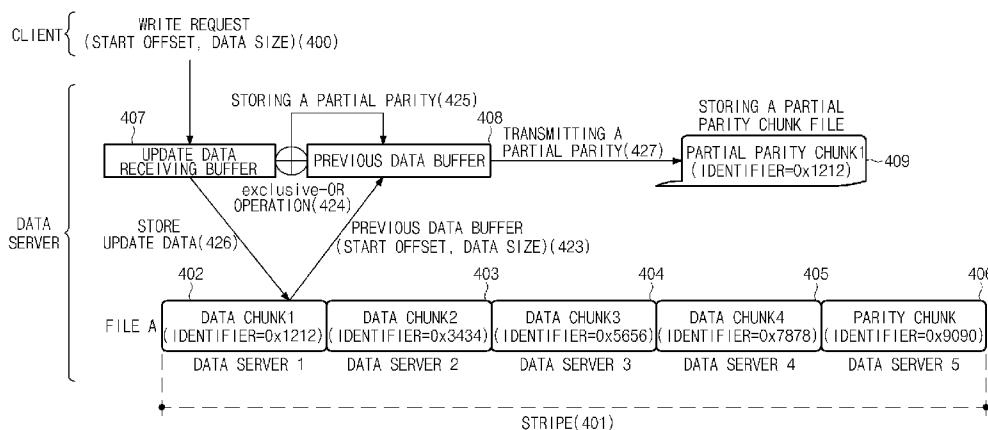 CLIENT
WRITE REQUEST
(START OFFSET, DATA SIZE)(400)
STORING A PARTIAL PARITY(425)
407
408
UPDATE DATA
RECEIVING BUFFER
PREVIOUS DATA BUFFER
exclusive-OR
OPERATION(424)
TRANSMITTING A
PARTIAL PARITY(427)
STORING A PARTIAL
PARITY CHUNK FILE
PARTIAL PARITY CHUNK1
(IDENTIFIER=0x1212)
409
DATA
SERVER
STORE
UPDATE DATA(426)
PREVIOUS DATA BUFFER
(START OFFSET, DATA SIZE)(423)
402
403
404
405
406
FILE A
DATA CHUNK1
(IDENTIFIER=0x1212)
DATA CHUNK2
(IDENTIFIER=0x3434)
DATA CHUNK3
(IDENTIFIER=0x5656)
DATA CHUNK4
(IDENTIFIER=0x7878)
PARITY CHUNK
(IDENTIFIER=0x9090)
DATA SERVER 1
DATA SERVER 2
DATA SERVER 3
DATA SERVER 4
DATA SERVER 5
STRIPE(401)